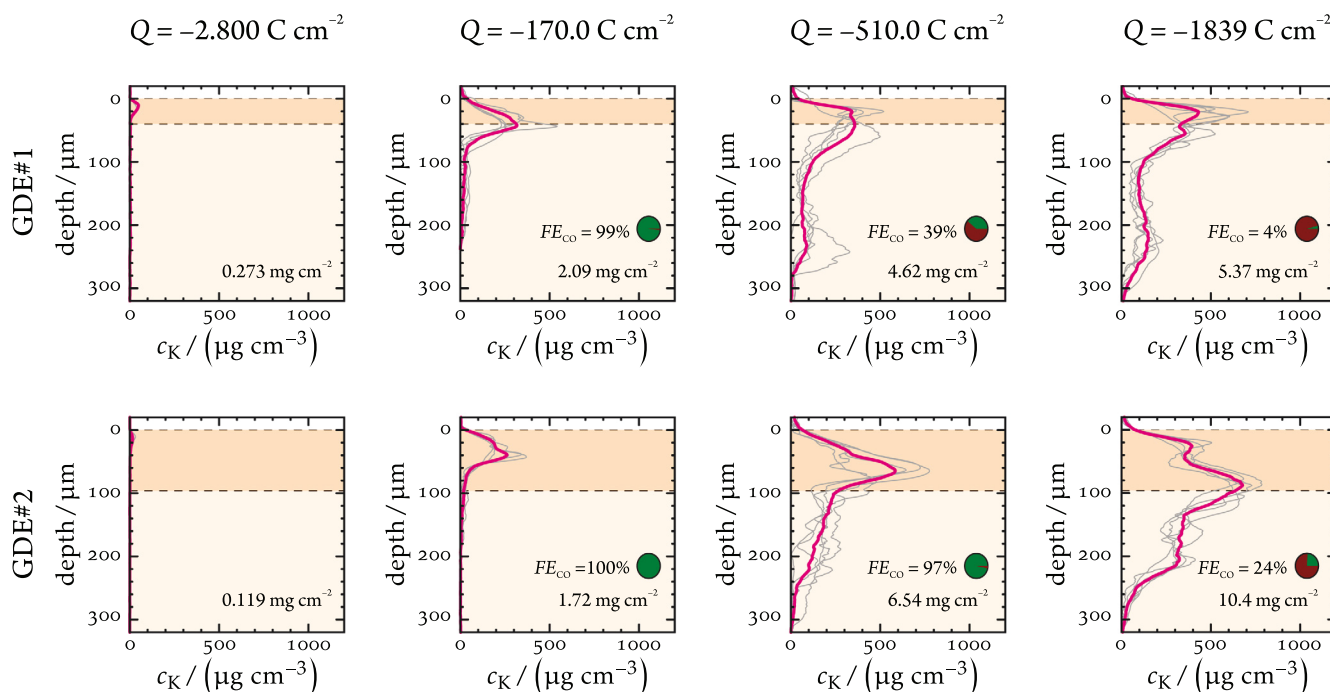 Q = –2.800 C cm⁻² Q = –170.0 C cm⁻² Q = –510.0 C cm⁻² Q = –1839 C cm⁻²
GDE#1
depth / µm
0
100
200
300
0.273 mg cm⁻²
0 500 1000
c_K / (µg cm⁻³)
depth / µm
0
100
200
300
FE_CO = 99%
2.09 mg cm⁻²
0 500 1000
c_K / (µg cm⁻³)
depth / µm
0
100
200
300
FE_CO = 39%
4.62 mg cm⁻²
0 500 1000
c_K / (µg cm⁻³)
depth / µm
0
100
200
300
FE_CO = 4%
5.37 mg cm⁻²
0 500 1000
c_K / (µg cm⁻³)
GDE#2
depth / µm
0
100
200
300
0.119 mg cm⁻²
0 500 1000
c_K / (µg cm⁻³)
depth / µm
0
100
200
300
FE_CO =100%
1.72 mg cm⁻²
0 500 1000
c_K / (µg cm⁻³)
depth / µm
0
100
200
300
FE_CO = 97%
6.54 mg cm⁻²
0 500 1000
c_K / (µg cm⁻³)
depth / µm
0
100
200
300
FE_CO = 24%
10.4 mg cm⁻²
0 500 1000
c_K / (µg cm⁻³)